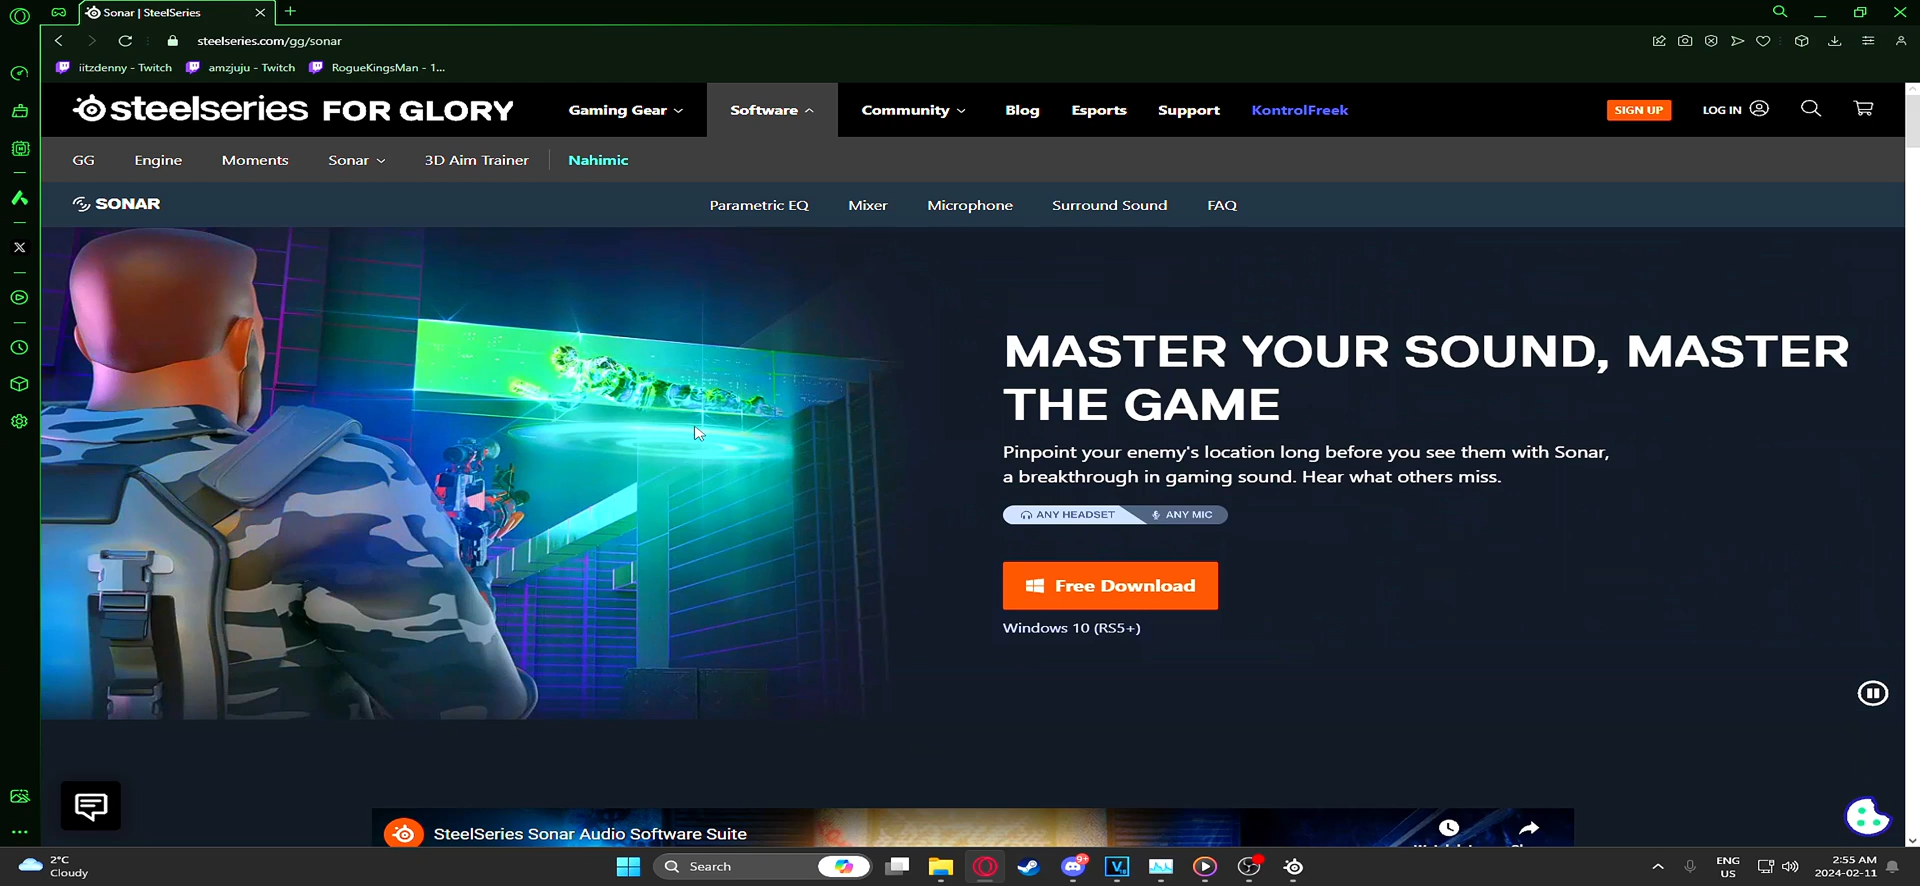 Sonar | SteelSeries
steelseries.com/gg/sonar
iitzdenny - Twitch
amzjuju - Twitch
RogueKingsMan - 1...
steelseries FOR GLORY
Gaming Gear
Software
Community
Blog
Esports
Support
KontrolFreek
SIGN UP
LOG IN
GG
Engine
Moments
Sonar
3D Aim Trainer
Nahimic
SONAR
Parametric EQ
Mixer
Microphone
Surround Sound
FAQ
MASTER YOUR SOUND, MASTER
THE GAME
Pinpoint your enemy's location long before you see them with Sonar,
a breakthrough in gaming sound. Hear what others miss.
ANY HEADSET
ANY MIC
Free Download
Windows 10 (RS5+)
SteelSeries Sonar Audio Software Suite
2°C
Cloudy
Search
9+
ENG
US
2:55 AM
2024-02-11